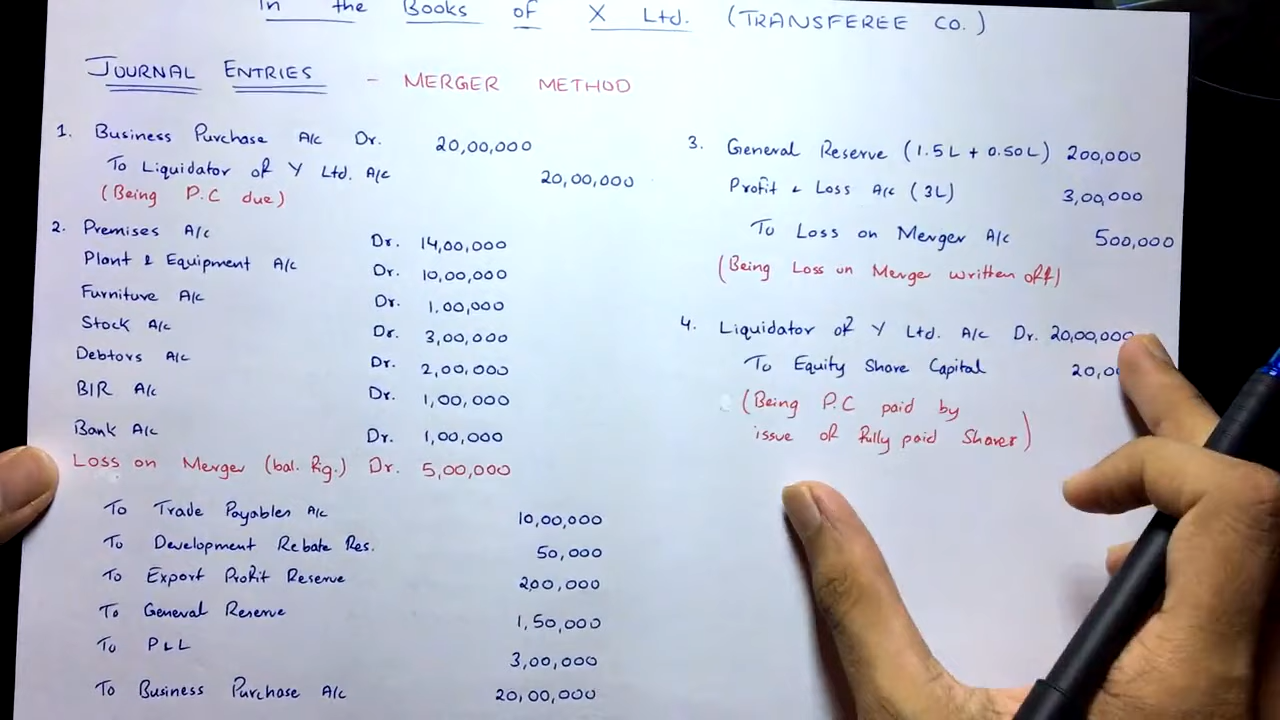 In the Books of X Ltd. (TRANSFEREE CO.)
JOURNAL ENTRIES - MERGER METHOD
1. Business Purchase A/c Dr. 20,00,000
To Liquidator of Y Ltd. A/c 20,00,000
(Being P.C due)
2. Premises A/c Dr. 14,00,000
Plant & Equipment A/c Dr. 10,00,000
Furniture A/c Dr. 1,00,000
Stock A/c Dr. 3,00,000
Debtors A/c Dr. 2,00,000
B/R A/c Dr. 1,00,000
Bank A/c Dr. 1,00,000
Loss on Merger (bal. fig.) Dr. 5,00,000
To Trade Payables A/c 10,00,000
To Development Rebate Res. 50,000
To Export Profit Reserve 200,000
To General Reserve 1,50,000
To P&L 3,00,000
To Business Purchase A/c 20,00,000
3. General Reserve (1.5L + 0.50L) 200,000
Profit & Loss A/c (3L) 3,00,000
To Loss on Merger A/c 500,000
(Being Loss on Merger written off)
4. Liquidator of Y Ltd. A/c Dr. 20,00,000
To Equity Share Capital
(Being P.C paid by
issue of fully paid Shares)